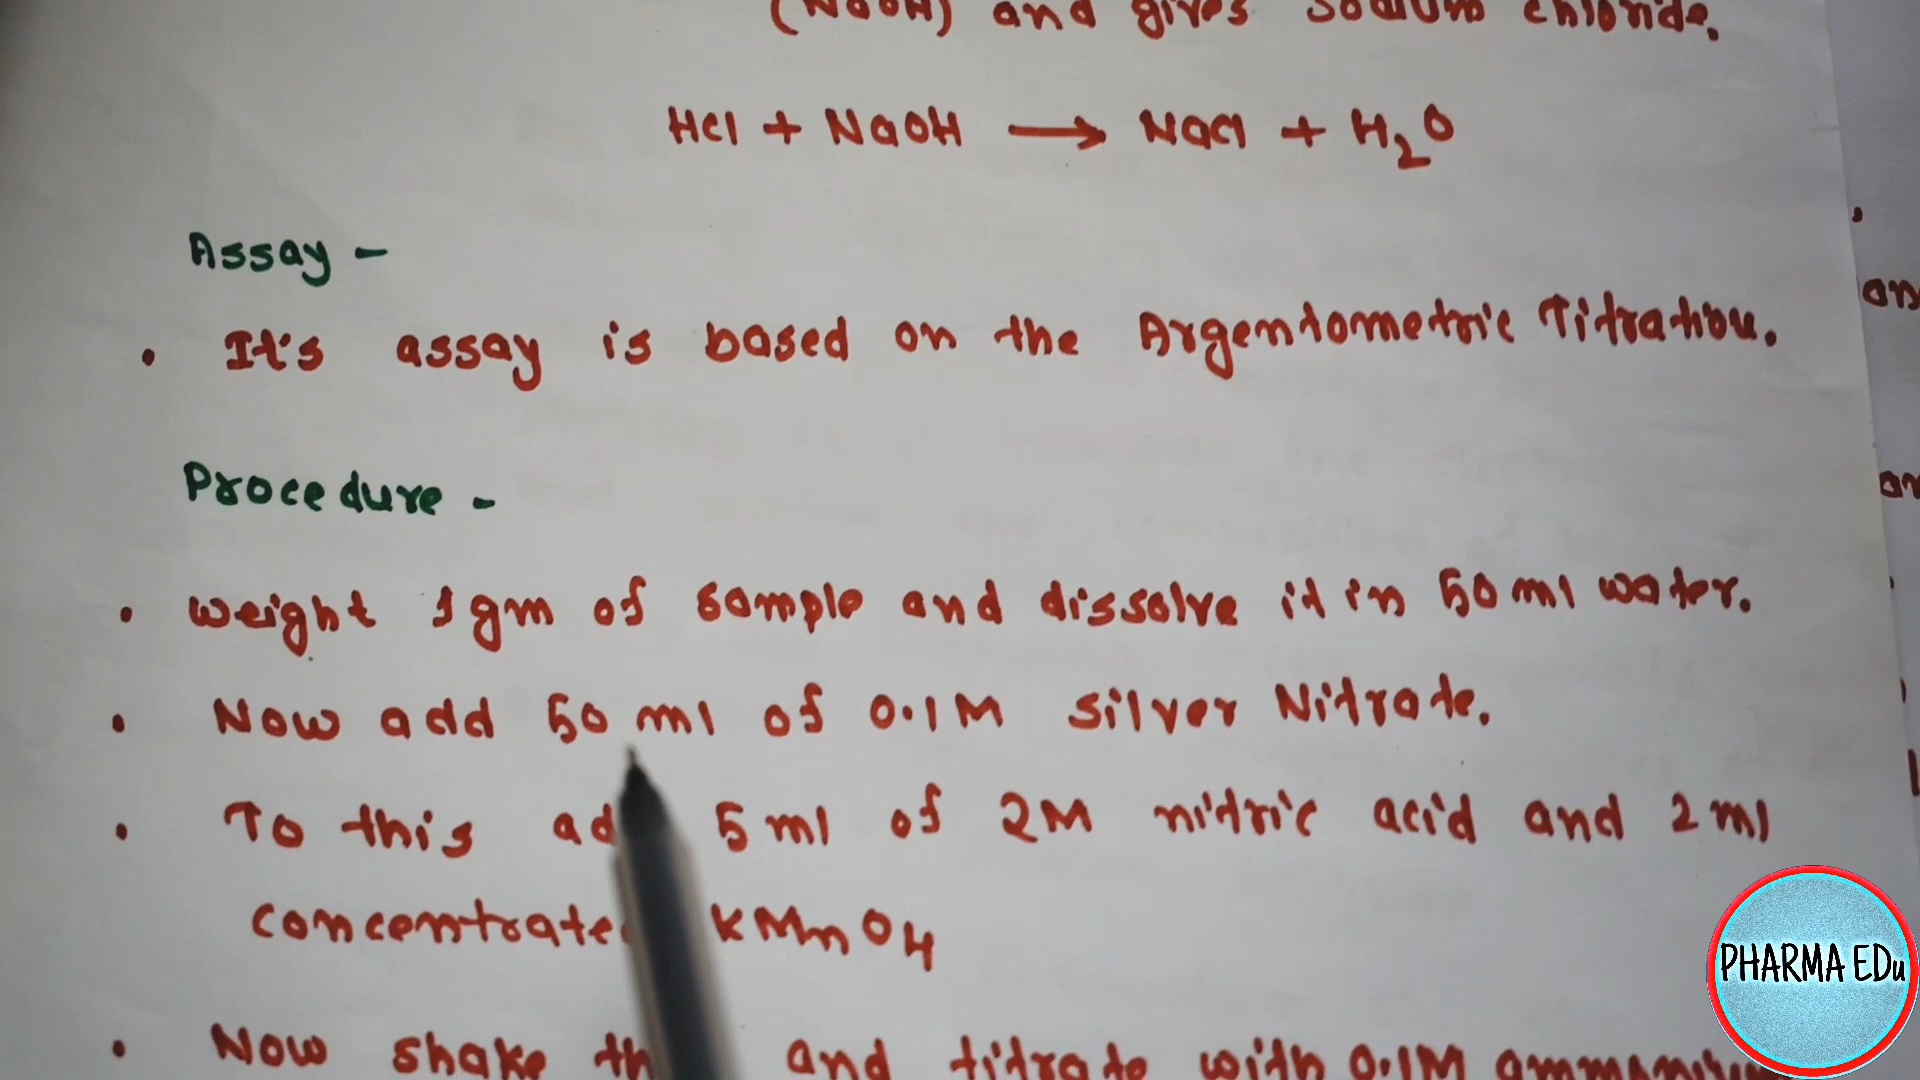 (NaOH) and gives Sodium chloride.
HCl + NaOH → NaCl + H₂O
Assay -
• It's assay is based on the Argentometric Titration.
Procedure -
• Weight 1 gm of sample and dissolve it in 50 ml water.
• Now add 50 ml of 0.1M silver Nitrate.
• To this ad 5 ml of 2M nitric acid and 2 ml
concentrated KMnO4
• Now shake and titrate with 0.1M
PHARMA EDu